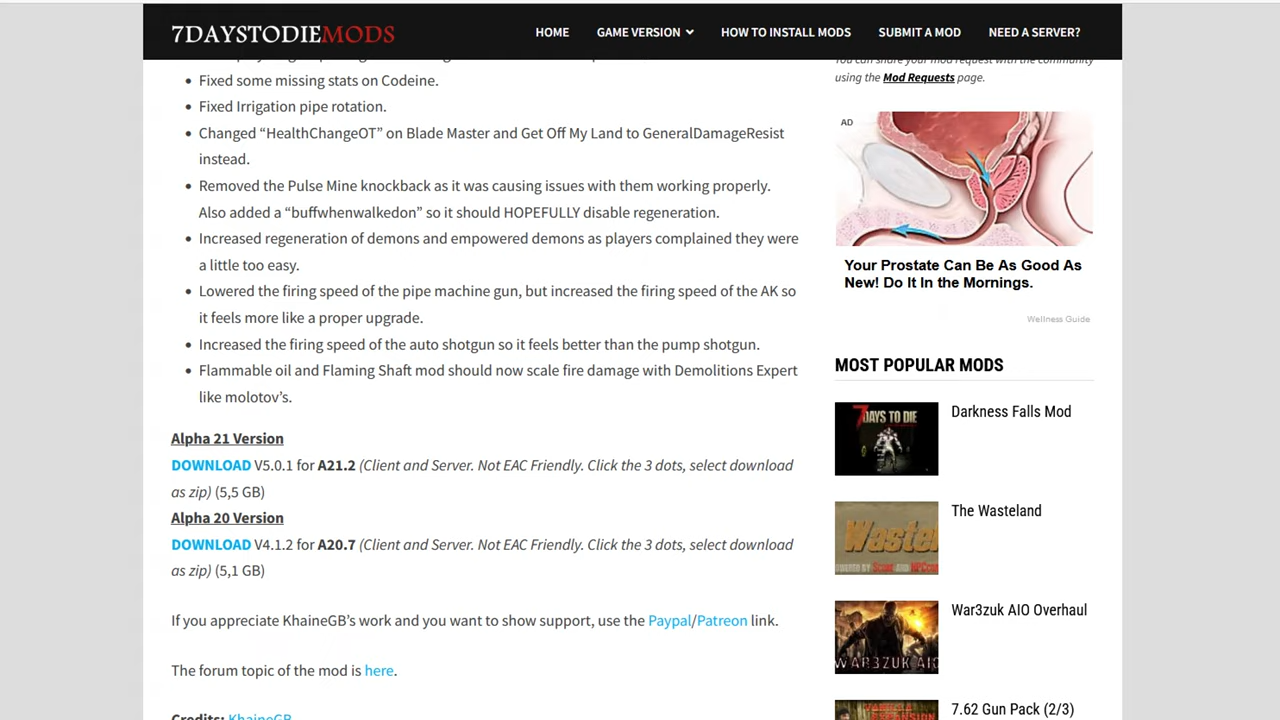 7DAYSTODIEMODS
HOME
GAME VERSION
HOW TO INSTALL MODS
SUBMIT A MOD
NEED A SERVER?
Fixed some missing stats on Codeine.
Fixed Irrigation pipe rotation.
Changed “HealthChangeOT” on Blade Master and Get Off My Land to GeneralDamageResist
instead.
Removed the Pulse Mine knockback as it was causing issues with them working properly.
Also added a “buffwhenwalkedon” so it should HOPEFULLY disable regeneration.
Increased regeneration of demons and empowered demons as players complained they were
a little too easy.
Lowered the firing speed of the pipe machine gun, but increased the firing speed of the AK so
it feels more like a proper upgrade.
Increased the firing speed of the auto shotgun so it feels better than the pump shotgun.
Flammable oil and Flaming Shaft mod should now scale fire damage with Demolitions Expert
like molotov’s.
Alpha 21 Version
DOWNLOAD V5.0.1 for A21.2 (Client and Server. Not EAC Friendly. Click the 3 dots, select download
as zip) (5,5 GB)
Alpha 20 Version
DOWNLOAD V4.1.2 for A20.7 (Client and Server. Not EAC Friendly. Click the 3 dots, select download
as zip) (5,1 GB)
If you appreciate KhaineGB’s work and you want to show support, use the Paypal/Patreon link.
The forum topic of the mod is here.
Credits: KhaineGB
You can share your mod request with the community
using the Mod Requests page.
AD
Your Prostate Can Be As Good As
New! Do It In the Mornings.
Wellness Guide
MOST POPULAR MODS
7 DAYS TO DIE
Darkness Falls Mod
The Wasteland
WAR3ZUK AIO
War3zuk AIO Overhaul
7.62 Gun Pack (2/3)